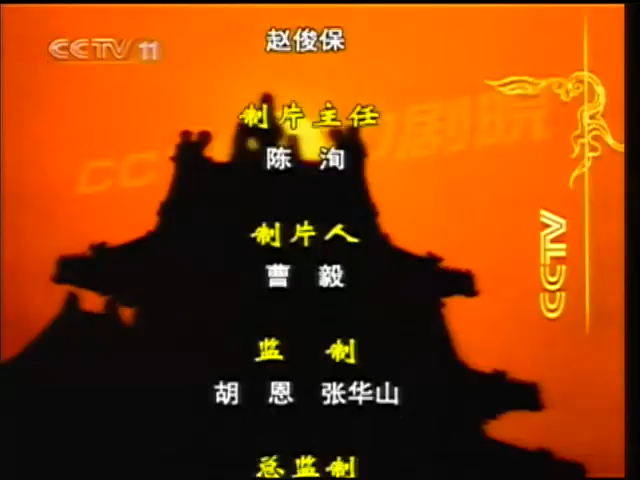 CCTV 11
赵俊保
制片主任
陈 洵
制片人
曹 毅
监 制
胡 恩 张华山
总监制
CCTV